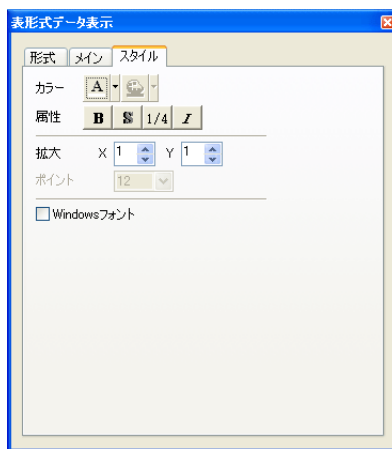 表形式データ表示
形式 メイン スタイル
カラー A
属性 B S 1/4 I
拡大 X 1 Y 1
ポイント 12
Windowsフォント